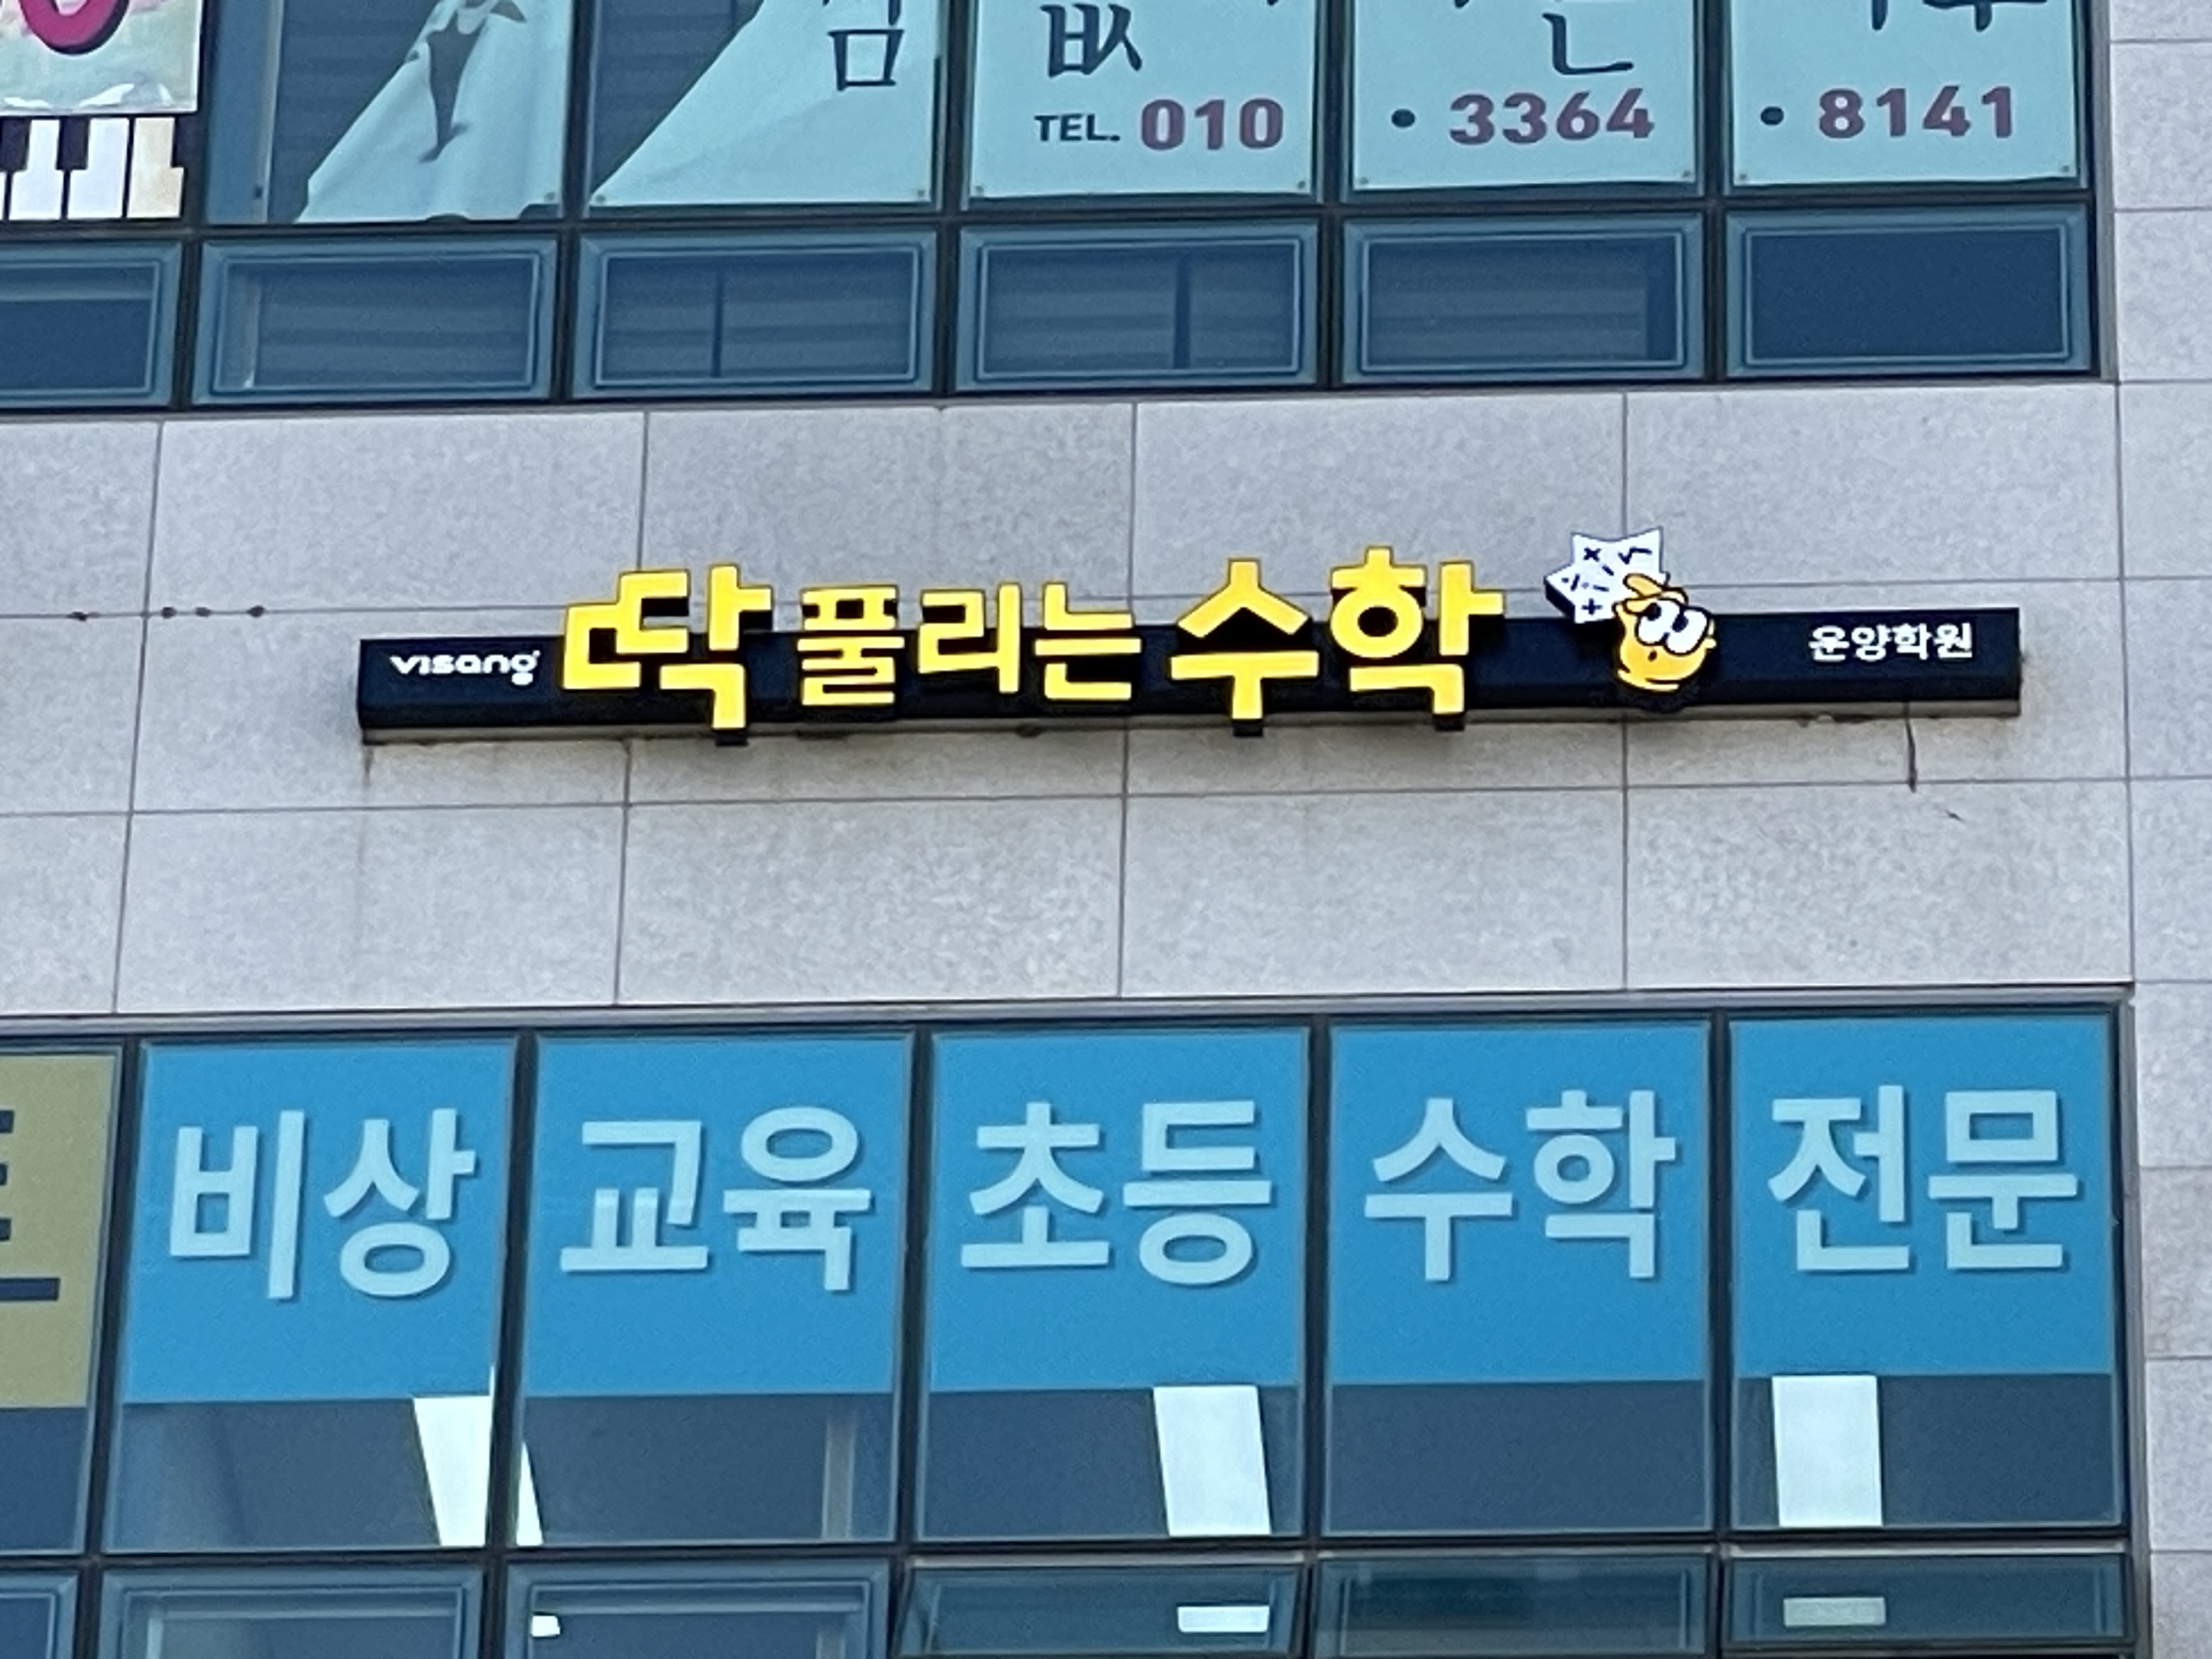 TEL. 010 • 3364 • 8141
visang 딱 풀리는 수학 운양학원
비상 교육 초등 수학 전문